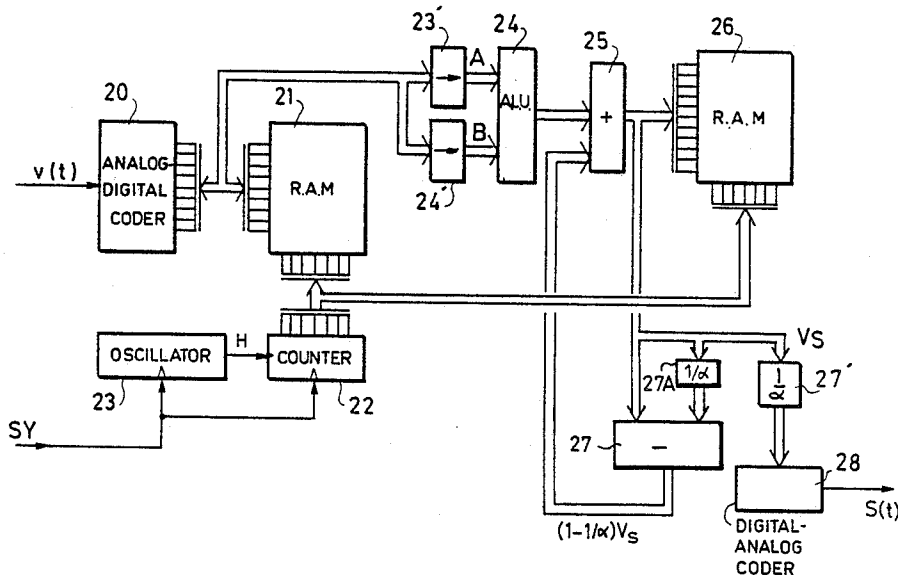 23′
24
25
26
A
20
21
A.L.U.
R.A.M
+
B
v(t)
ANALOG
DIGITAL
CODER
R.A.M
24′
OSCILLATOR
H
COUNTER
VS
23
22
27A
1/α
1/α
27′
SY
27
−
28
S(t)
(1-1/α)VS
DIGITAL-
ANALOG
CODER